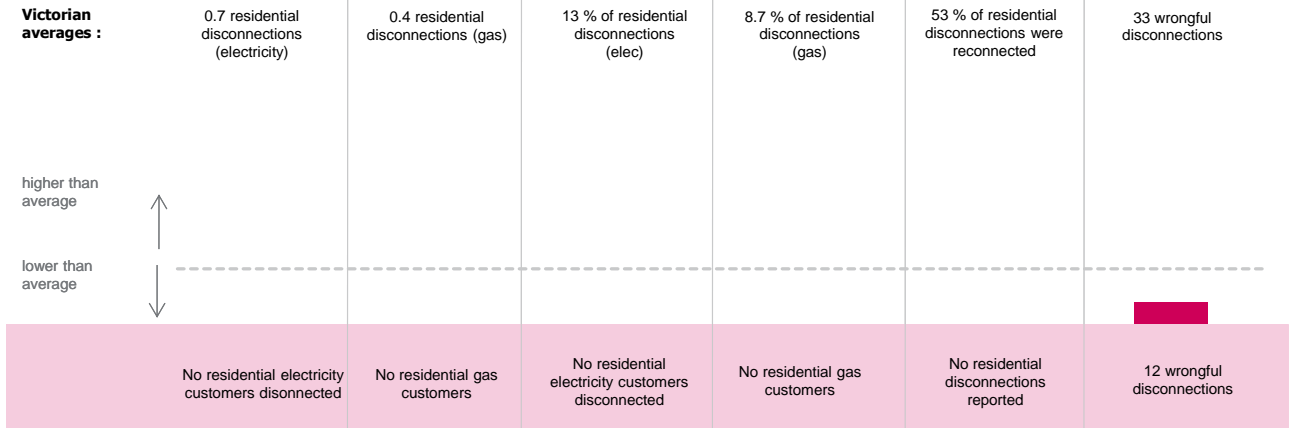 Victorian
averages :
0.7 residential
disconnections
(electricity)
0.4 residential
disconnections (gas)
13 % of residential
disconnections
(elec)
8.7 % of residential
disconnections
(gas)
53 % of residential
disconnections were
reconnected
33 wrongful
disconnections
higher than
average
lower than
average
No residential electricity
customers disonnected
No residential gas
customers
No residential
electricity customers
disconnected
No residential gas
customers
No residential
disconnections
reported
12 wrongful
disconnections